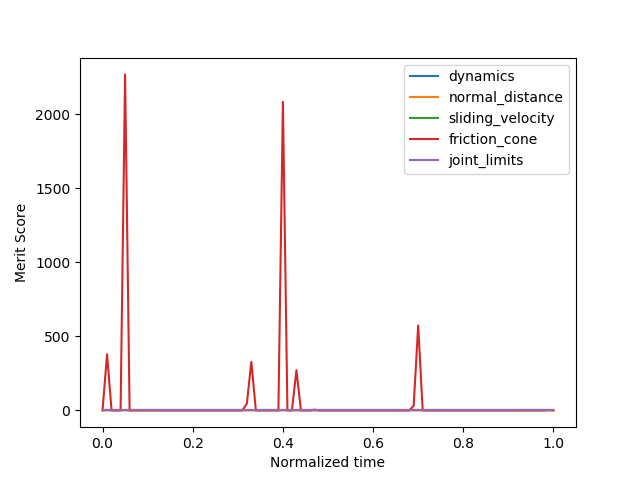 dynamics
normal_distance
sliding_velocity
friction_cone
joint_limits
Merit Score
2000
1500
1000
500
0
0.0 0.2 0.4 0.6 0.8 1.0
Normalized time